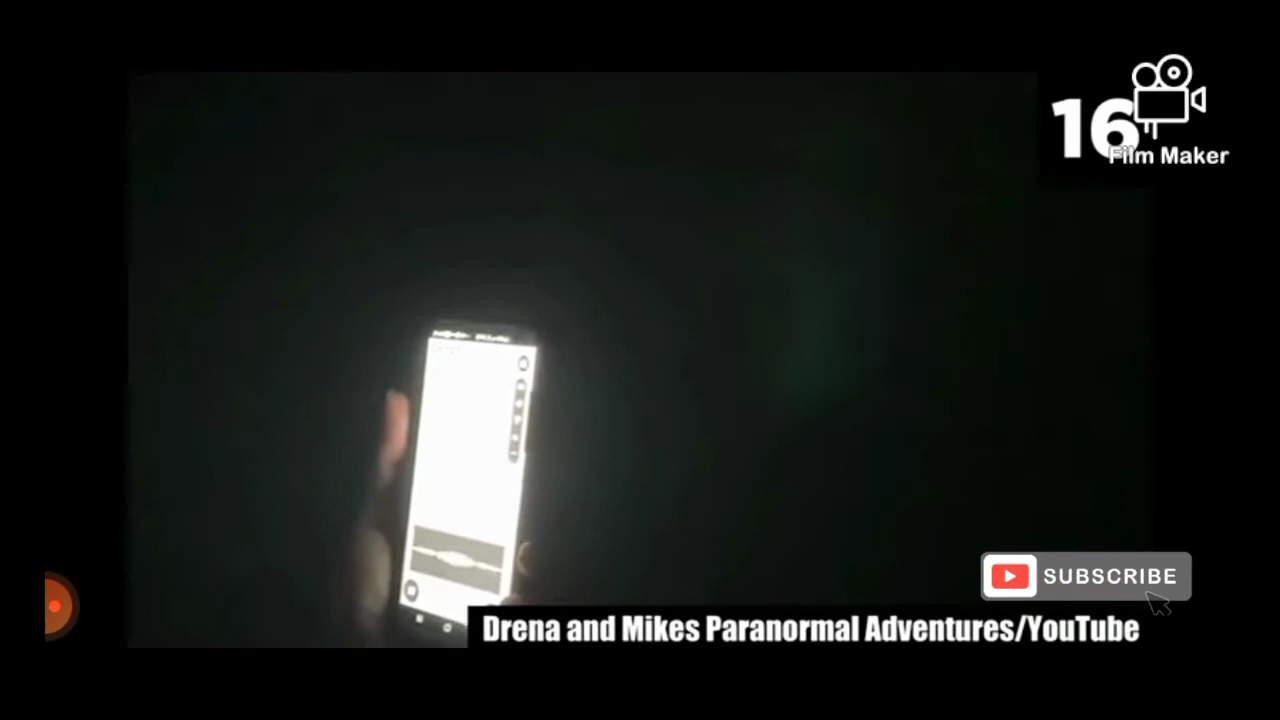 16
Film Maker
SUBSCRIBE
Drena and Mikes Paranormal Adventures/YouTube